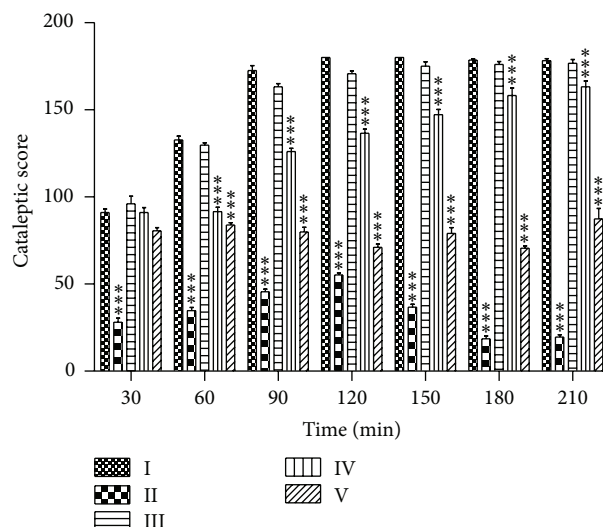 200
150
100
50
0
Cataleptic score
*** *** *** *** *** *** *** *** *** *** *** *** *** *** *** *** *** *** ***
30 60 90 120 150 180 210
Time (min)
I IV
II V
III